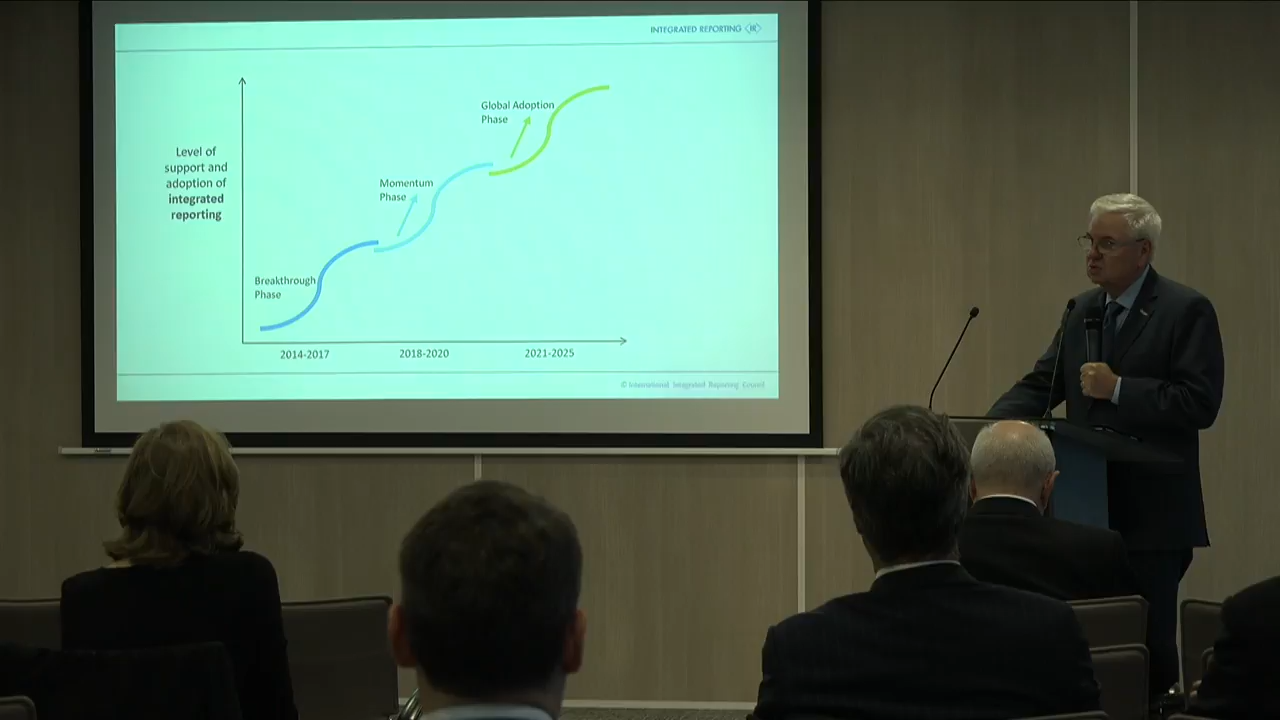 INTEGRATED REPORTING <IR>
Global Adoption
Phase
Level of
support and
adoption of
integrated
reporting
Momentum
Phase
Breakthrough
Phase
2014-2017
2018-2020
2021-2025
© International Integrated Reporting Council